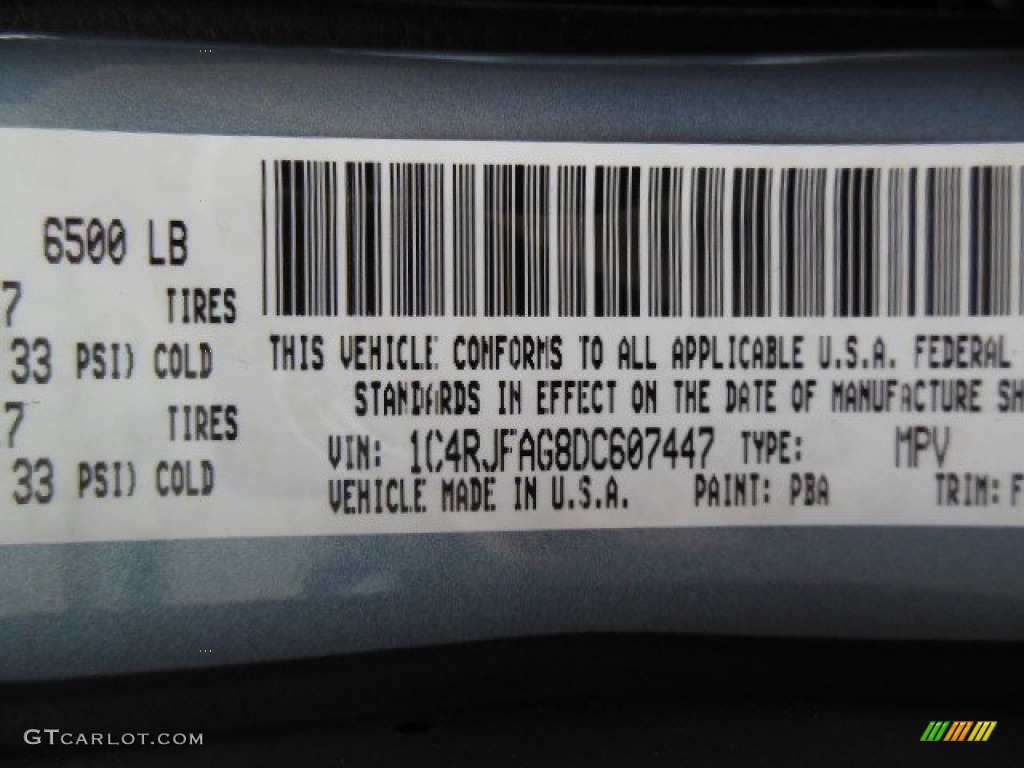 6500 LB
7 TIRES
33 PSI) COLD
7 TIRES
33 PSI) COLD
THIS VEHICLE CONFORMS TO ALL APPLICABLE U.S.A. FEDERAL
STANDARDS IN EFFECT ON THE DATE OF MANUFACTURE SH
VIN: 1C4RJFAG8DC607447 TYPE: MPV
VEHICLE MADE IN U.S.A. PAINT: PBA TRIM: F
GTCARLOT.COM